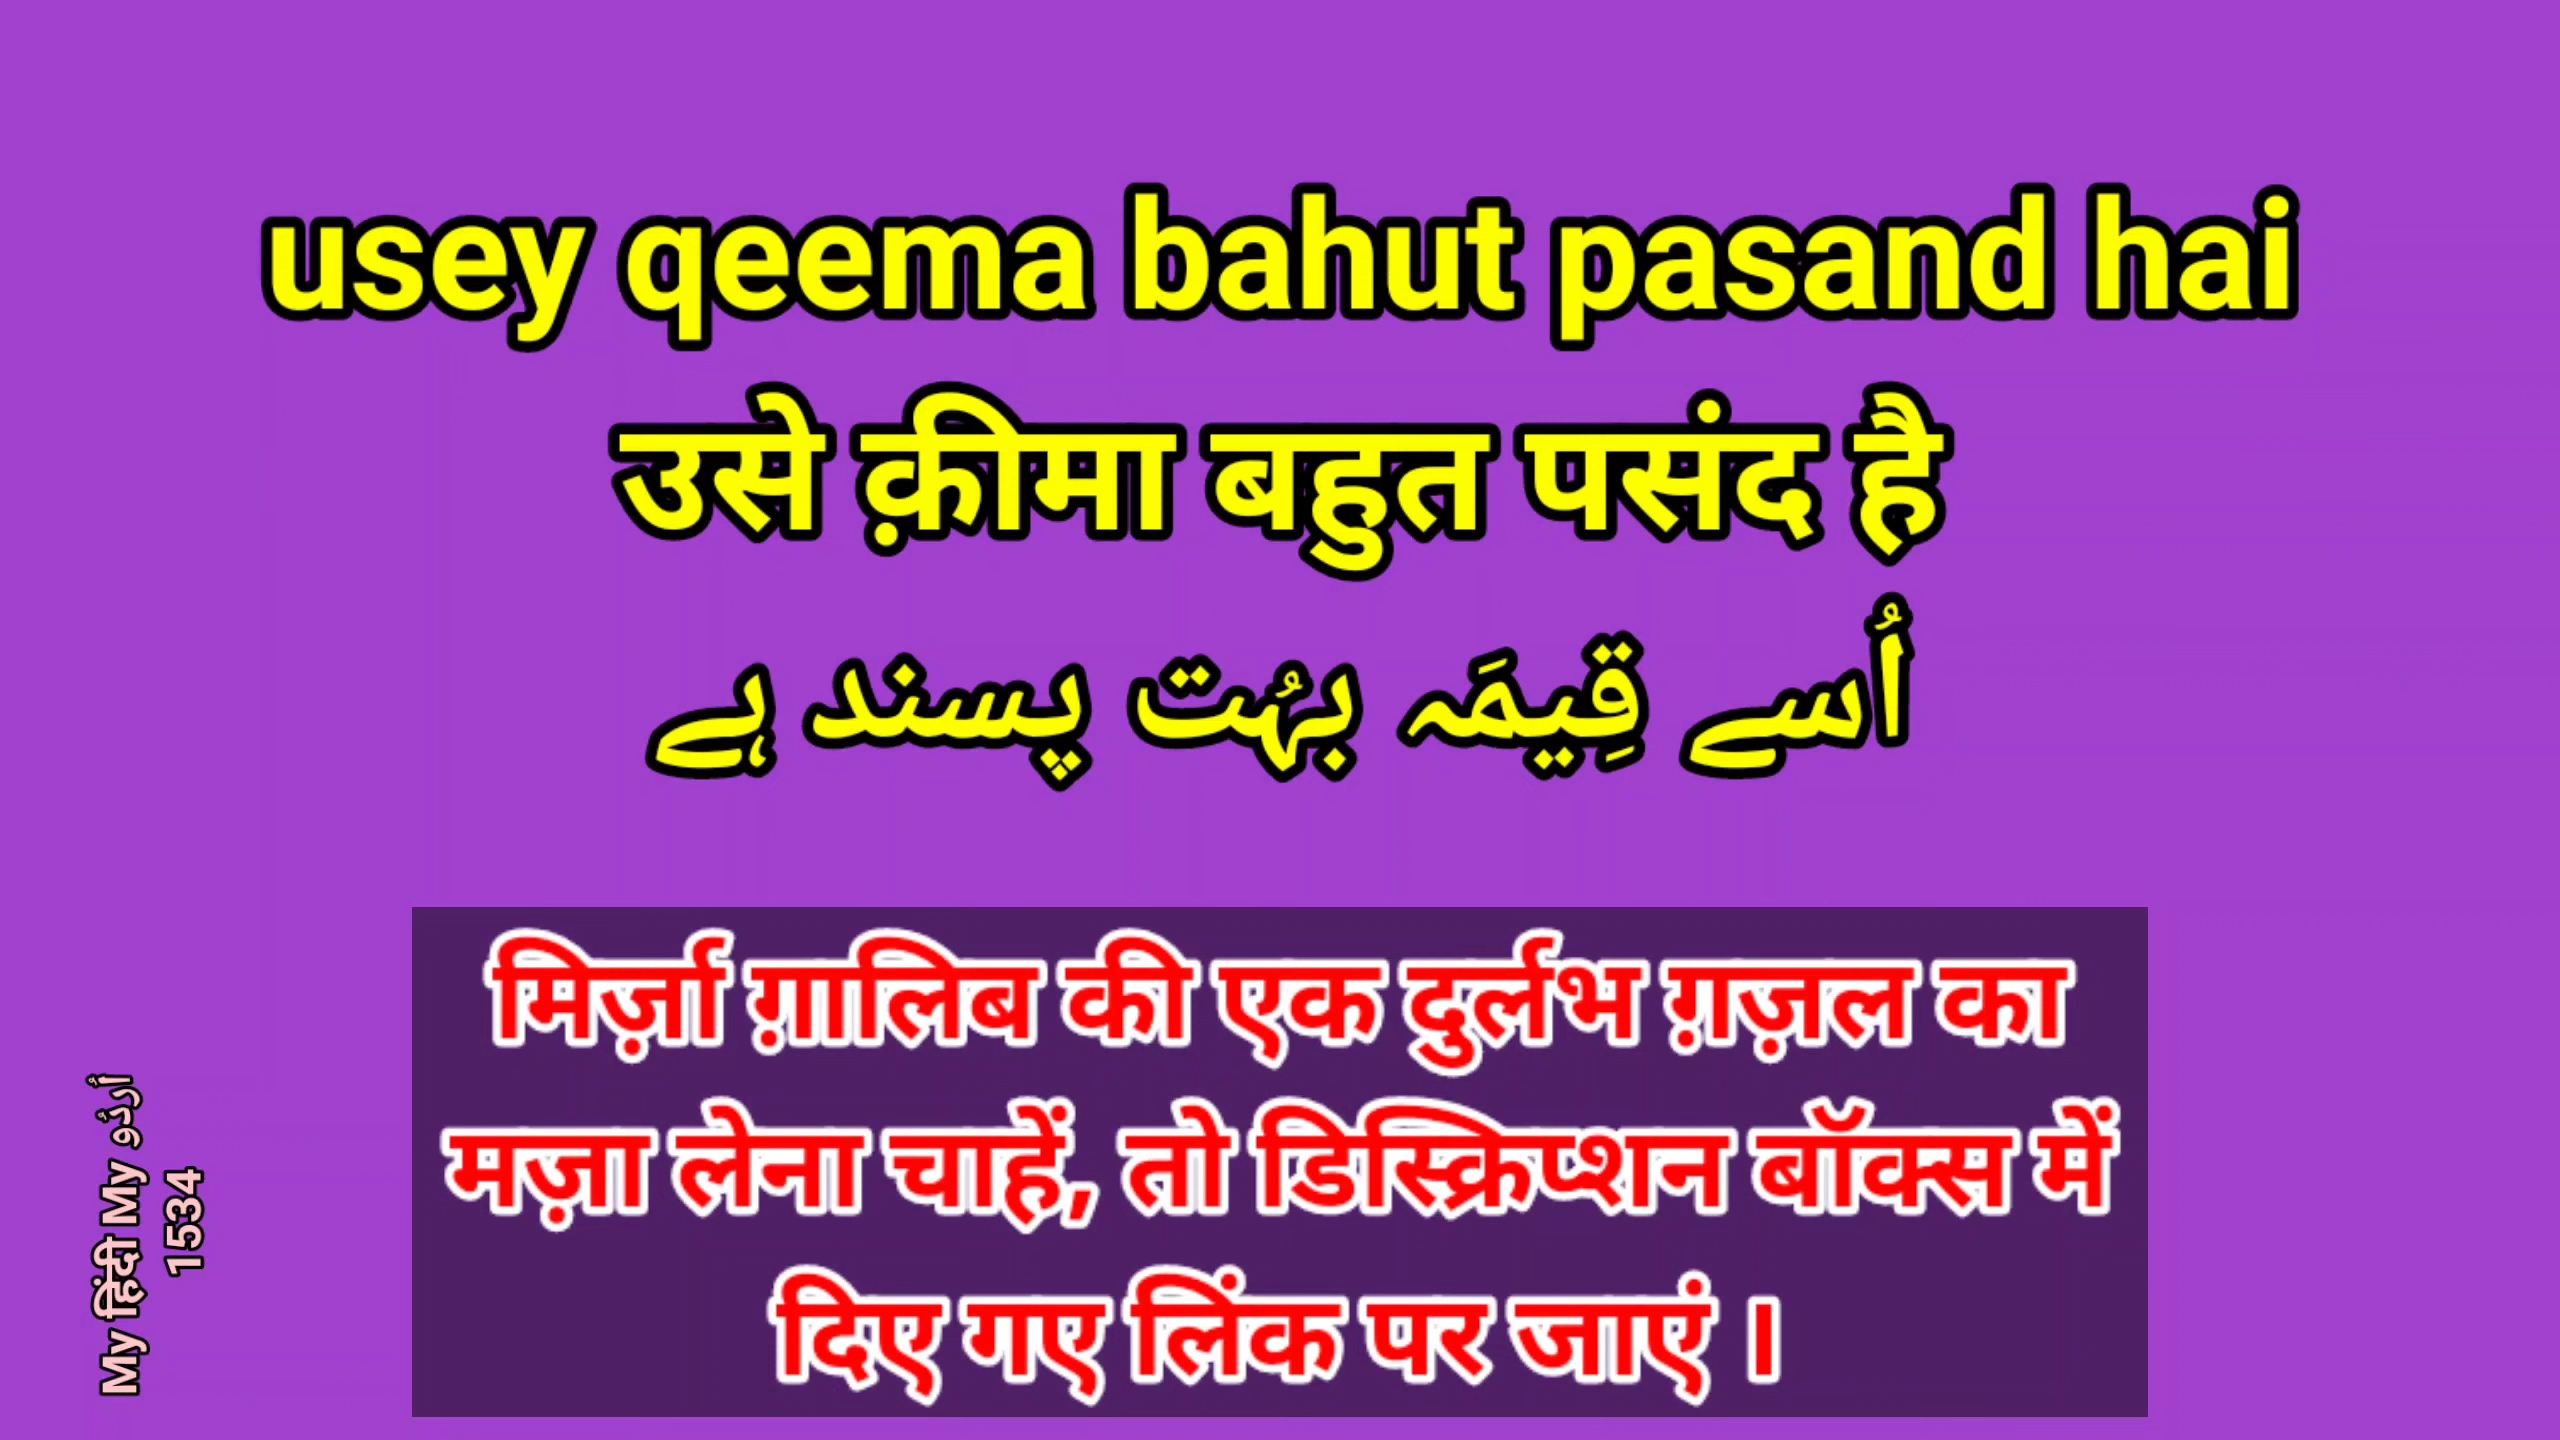 usey qeema bahut pasand hai
उसे क़ीमा बहुत पसंद है
اُسے قِیمَہ بہُت پسند ہے
मिर्ज़ा ग़ालिब की एक दुर्लभ ग़ज़ल का
मज़ा लेना चाहें, तो डिस्क्रिप्शन बॉक्स में
दिए गए लिंक पर जाएं ।
My हिंदी My اُردُو
1534